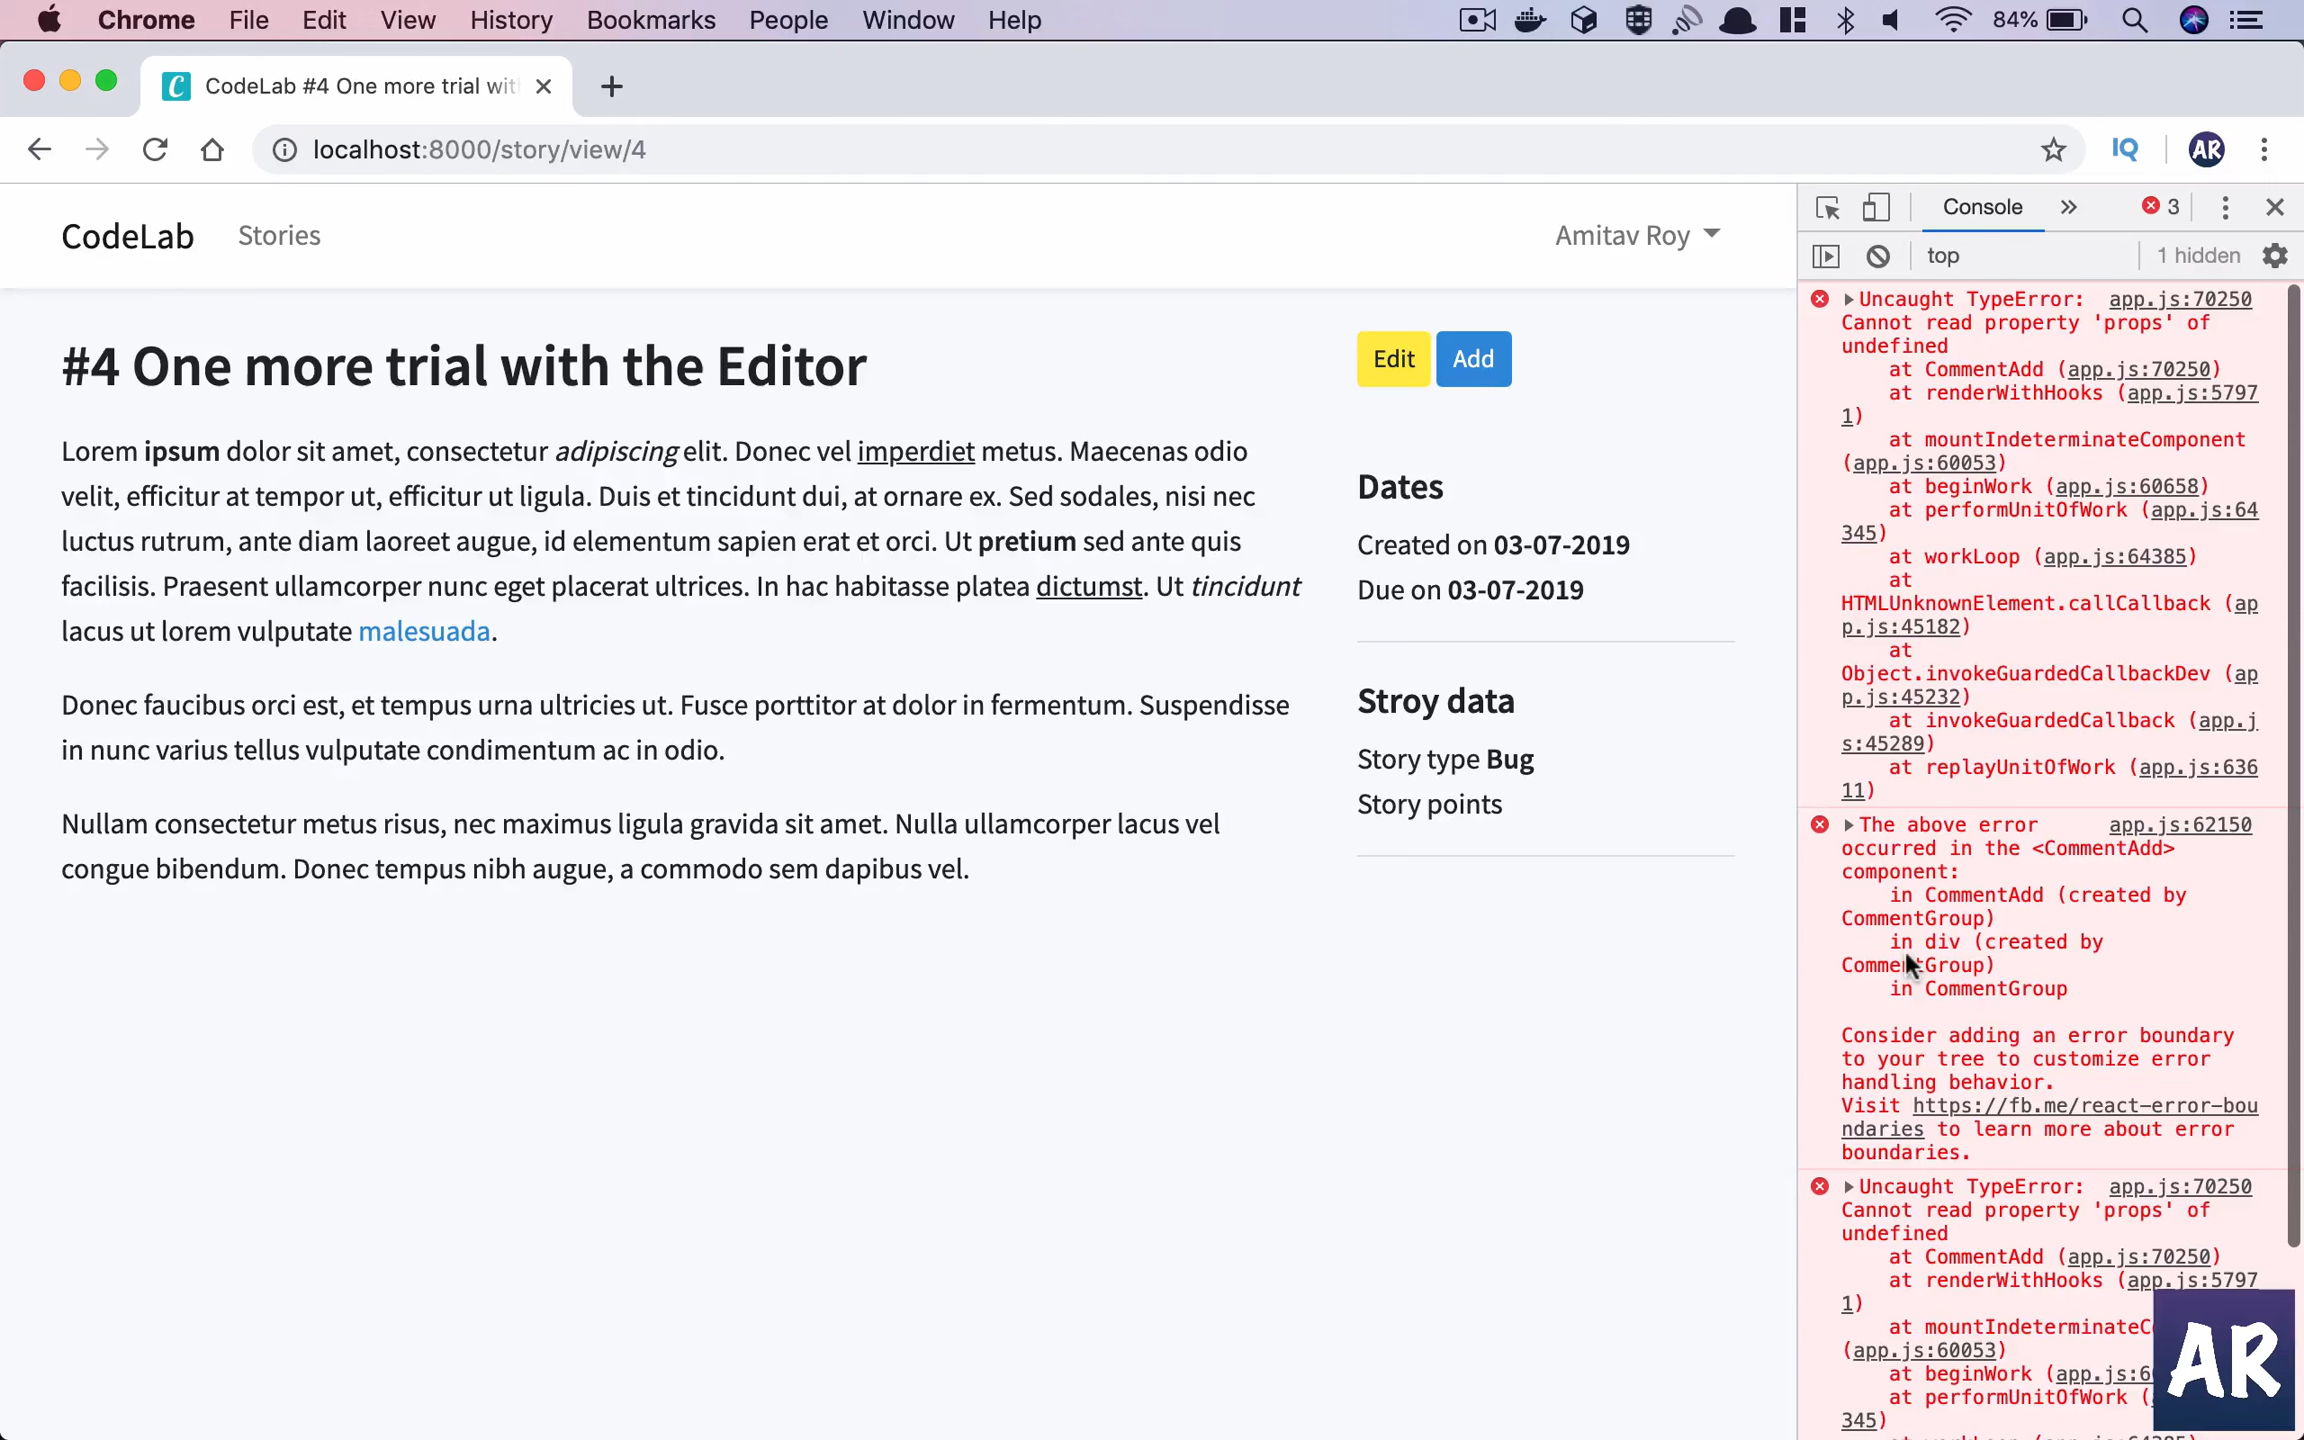 Chrome File Edit View History Bookmarks People Window Help 84%
CodeLab #4 One more trial wit
localhost:8000/story/view/4
IQ AR
CodeLab Stories Amitav Roy
#4 One more trial with the Editor
Lorem ipsum dolor sit amet, consectetur adipiscing elit. Donec vel imperdiet metus. Maecenas odio
velit, efficitur at tempor ut, efficitur ut ligula. Duis et tincidunt dui, at ornare ex. Sed sodales, nisi nec
luctus rutrum, ante diam laoreet augue, id elementum sapien erat et orci. Ut pretium sed ante quis
facilisis. Praesent ullamcorper nunc eget placerat ultrices. In hac habitasse platea dictumst. Ut tincidunt
lacus ut lorem vulputate malesuada.
Donec faucibus orci est, et tempus urna ultricies ut. Fusce porttitor at dolor in fermentum. Suspendisse
in nunc varius tellus vulputate condimentum ac in odio.
Nullam consectetur metus risus, nec maximus ligula gravida sit amet. Nulla ullamcorper lacus vel
congue bibendum. Donec tempus nibh augue, a commodo sem dapibus vel.
Edit Add
Dates
Created on 03-07-2019
Due on 03-07-2019
Stroy data
Story type Bug
Story points
Console 3
top 1 hidden
Uncaught TypeError: app.js:70250
Cannot read property 'props' of
undefined
at CommentAdd (app.js:70250)
at renderWithHooks (app.js:5797
1)
at mountIndeterminateComponent
(app.js:60053)
at beginWork (app.js:60658)
at performUnitOfWork (app.js:64
345)
at workLoop (app.js:64385)
at
HTMLUnknownElement.callCallback (ap
p.js:45182)
at
Object.invokeGuardedCallbackDev (ap
p.js:45232)
at invokeGuardedCallback (app.j
s:45289)
at replayUnitOfWork (app.js:636
11)
The above error app.js:62150
occurred in the <CommentAdd>
component:
in CommentAdd (created by
CommentGroup)
in div (created by
CommentGroup)
in CommentGroup
Consider adding an error boundary
to your tree to customize error
handling behavior.
Visit https://fb.me/react-error-bou
ndaries to learn more about error
boundaries.
Uncaught TypeError: app.js:70250
Cannot read property 'props' of
undefined
at CommentAdd (app.js:70250)
at renderWithHooks (app.js:5797
1)
at mountIndeterminateC
(app.js:60053)
at beginWork (app.js:6
at performUnitOfWork (
345)
AR